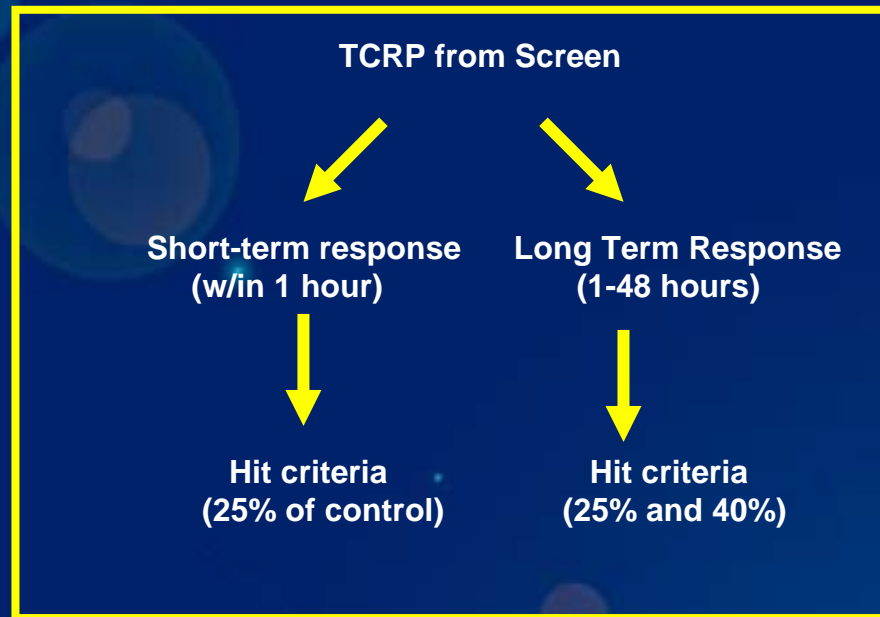 TCRP from Screen
Short-term response
(w/in 1 hour)
Long Term Response
(1-48 hours)
Hit criteria
(25% of control)
Hit criteria
(25% and 40%)